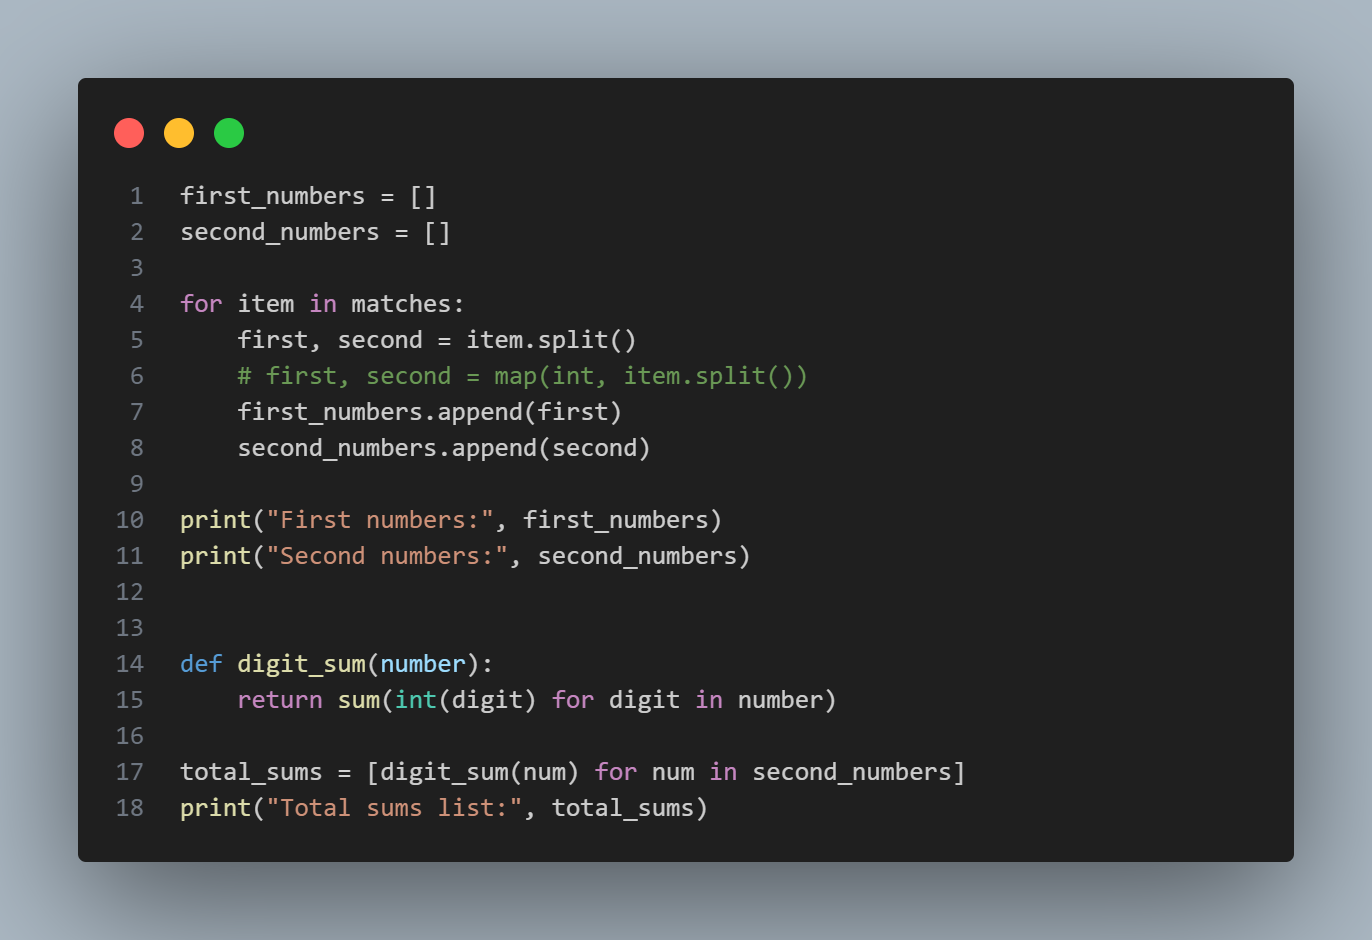 1 first_numbers = []
2 second_numbers = []
3
4 for item in matches:
5     first, second = item.split()
6     # first, second = map(int, item.split())
7     first_numbers.append(first)
8     second_numbers.append(second)
9
10 print("First numbers:", first_numbers)
11 print("Second numbers:", second_numbers)
12
13
14 def digit_sum(number):
15     return sum(int(digit) for digit in number)
16
17 total_sums = [digit_sum(num) for num in second_numbers]
18 print("Total sums list:", total_sums)